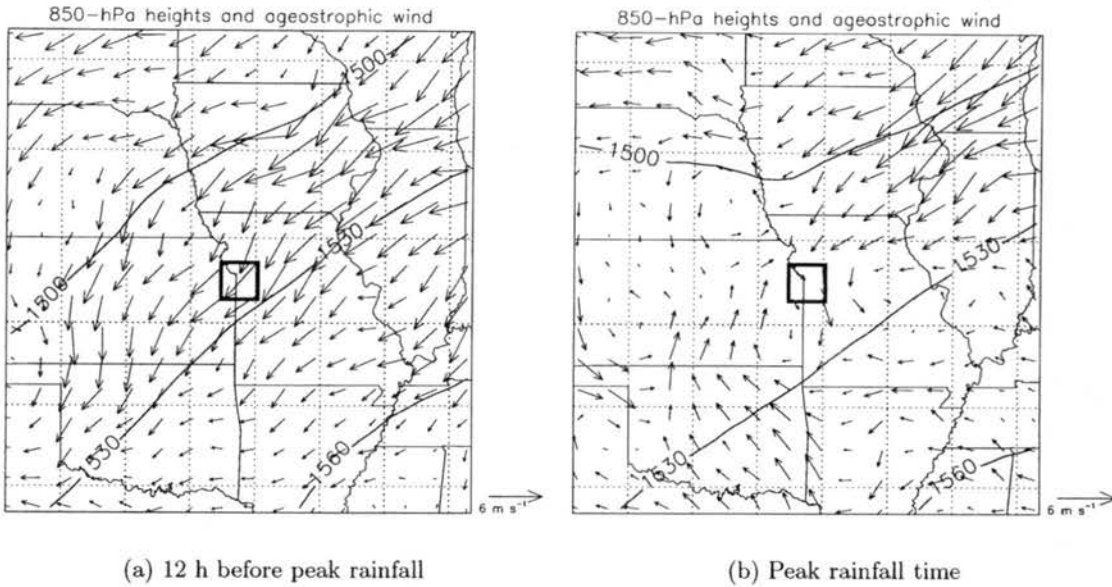 850-hPa heights and ageostrophic wind
1500
1500
1530
530
1560
6 m s⁻¹
(a) 12 h before peak rainfall
850-hPa heights and ageostrophic wind
1500
1530
1530
1560
6 m s⁻¹
(b) Peak rainfall time